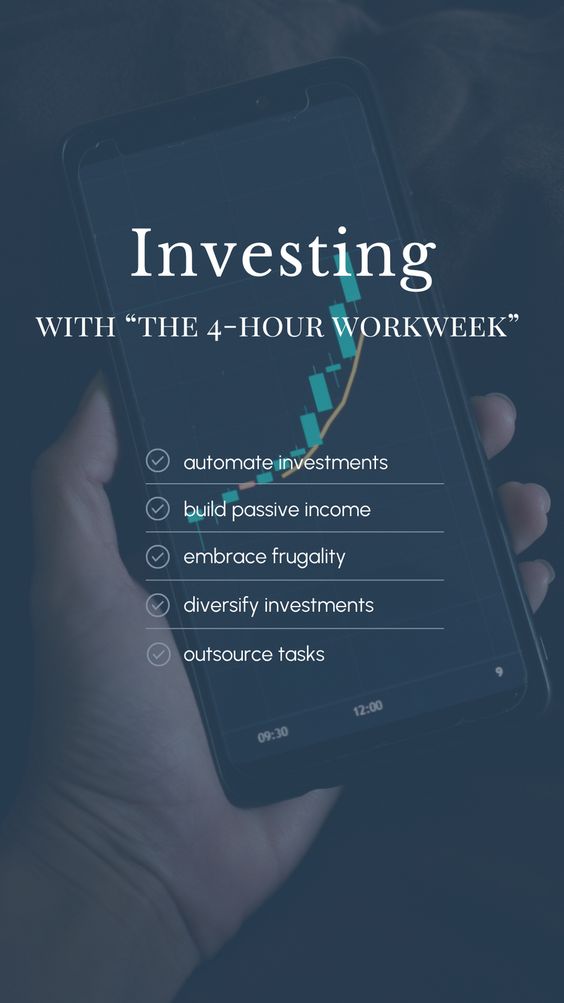 Investing
WITH “THE 4-HOUR WORKWEEK”
automate investments
build passive income
embrace frugality
diversify investments
outsource tasks
9
12:00
09:30